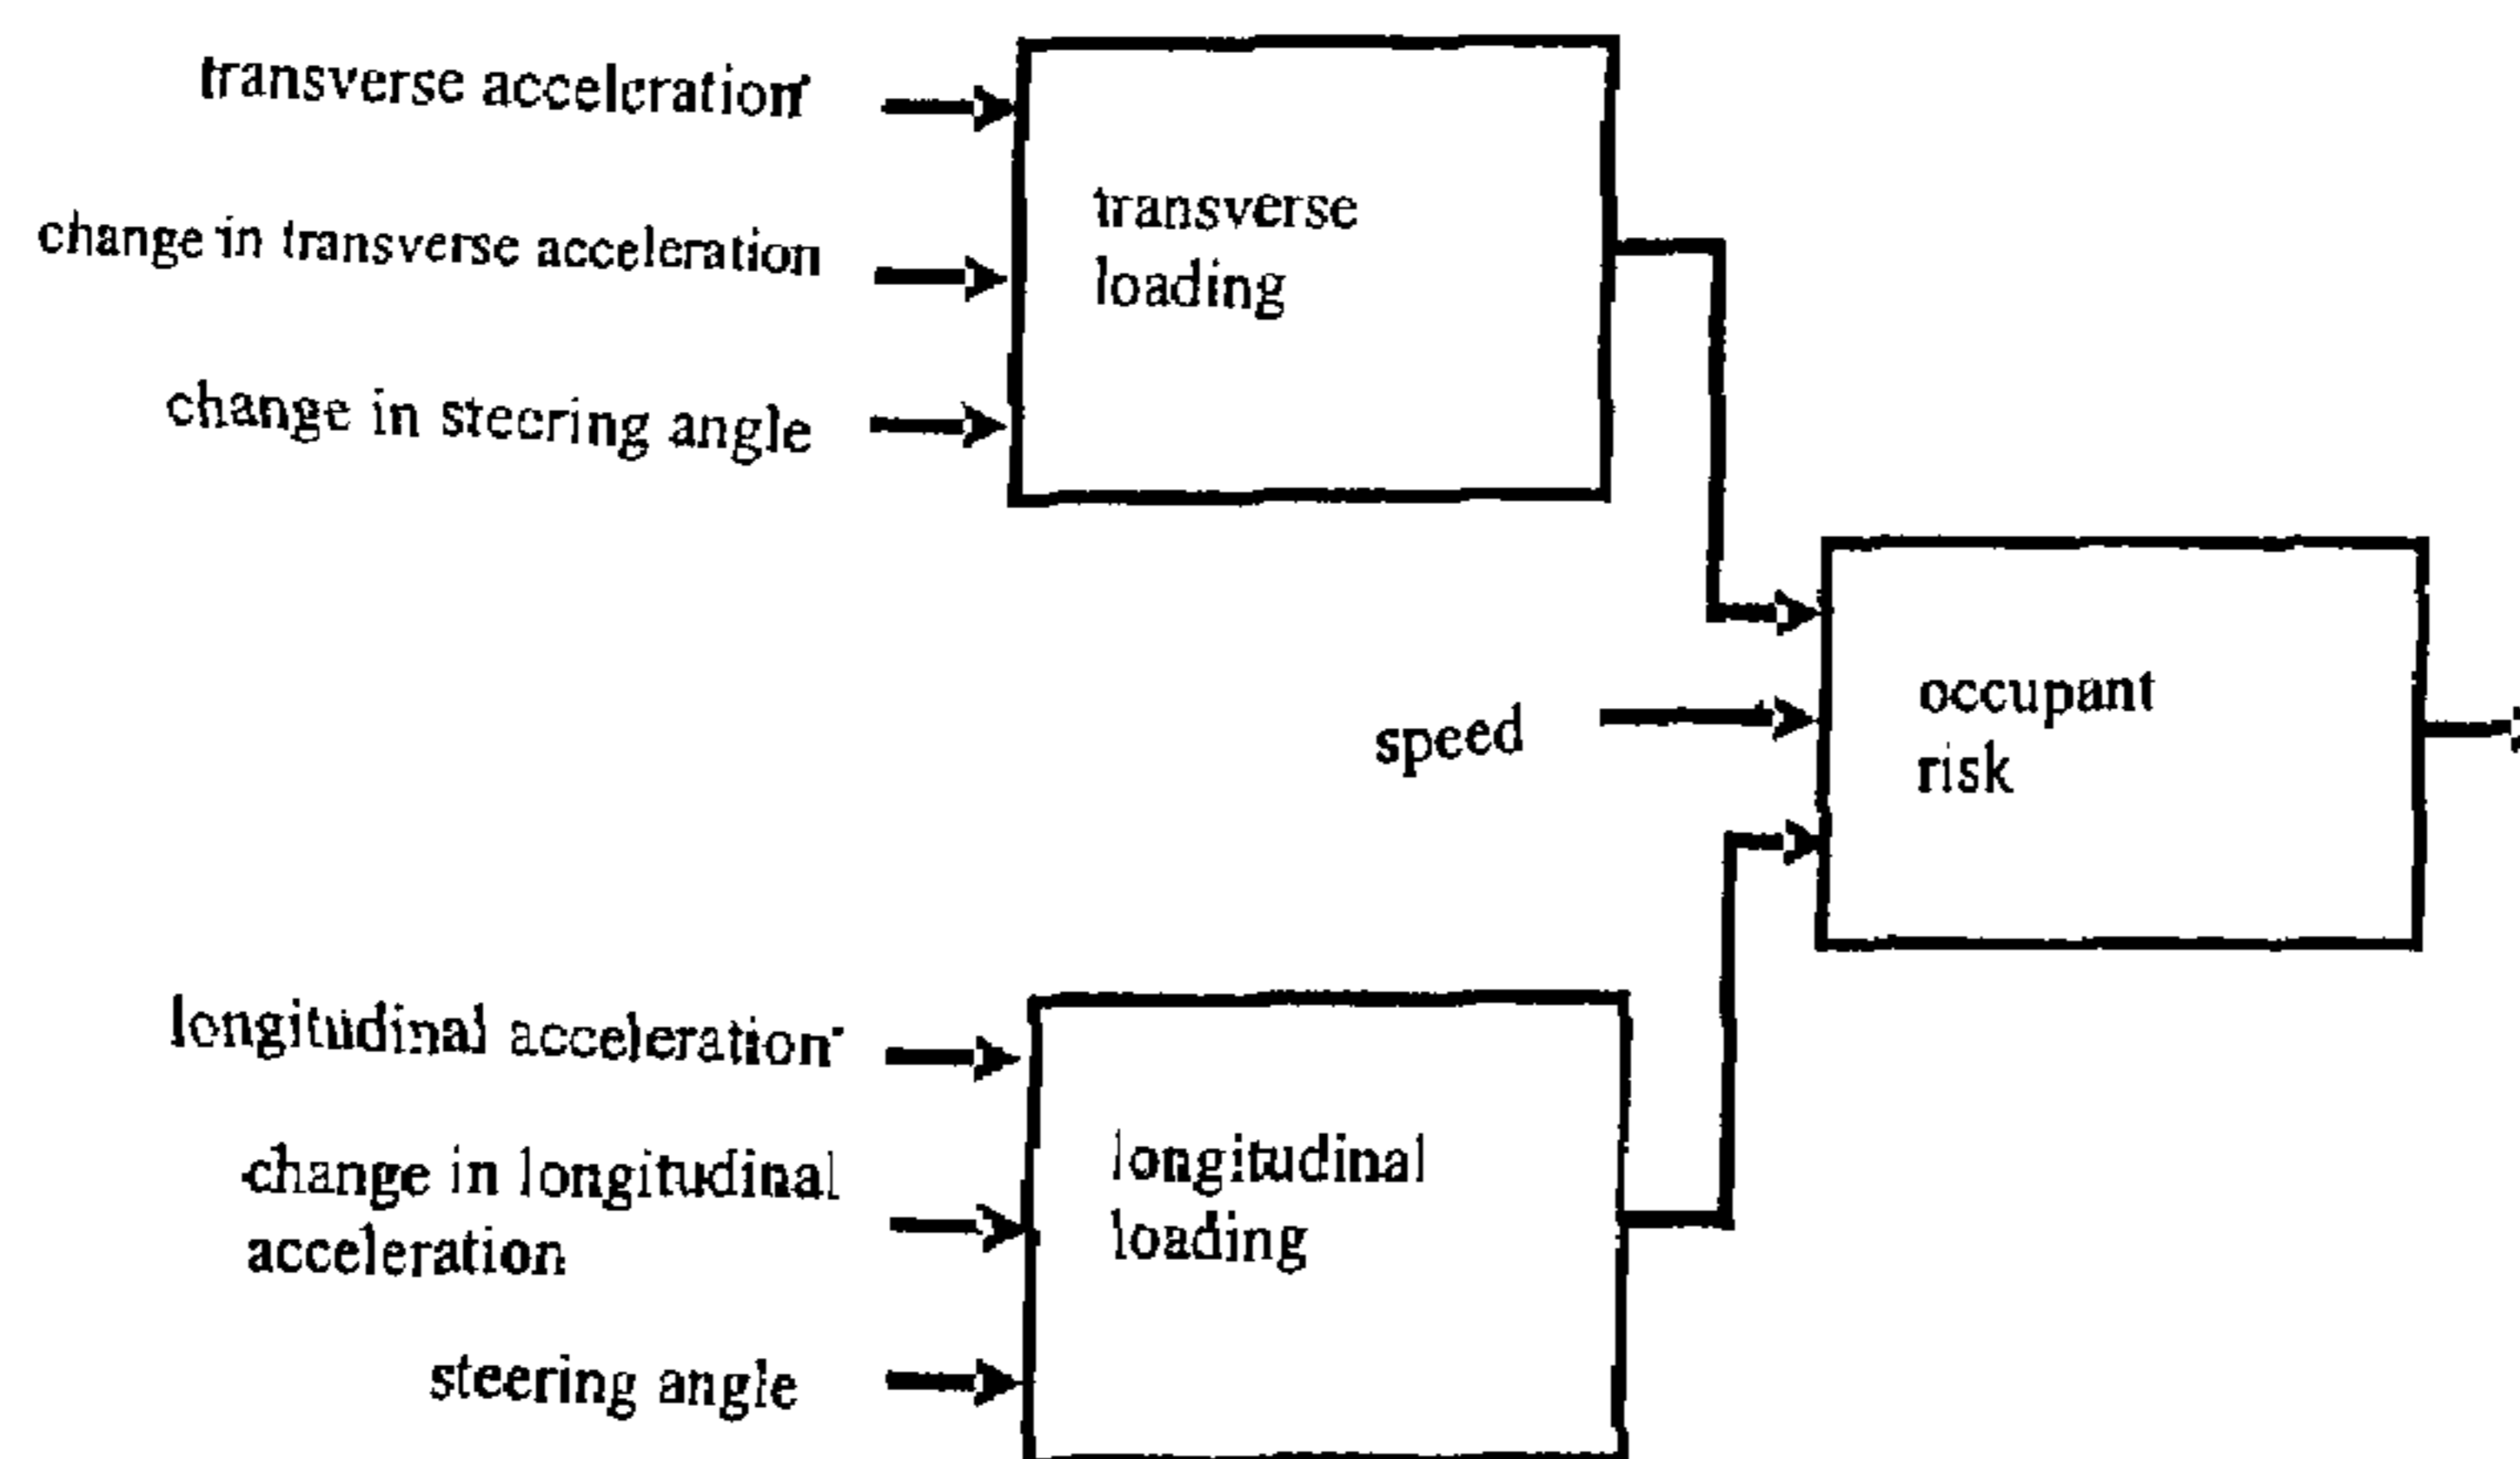 transverse acceleration
change in transverse acceleration
change in steering angle
transverse
loading
speed
occupant
risk
longitudinal acceleration
change in longitudinal
acceleration
steering angle
longitudinal
loading